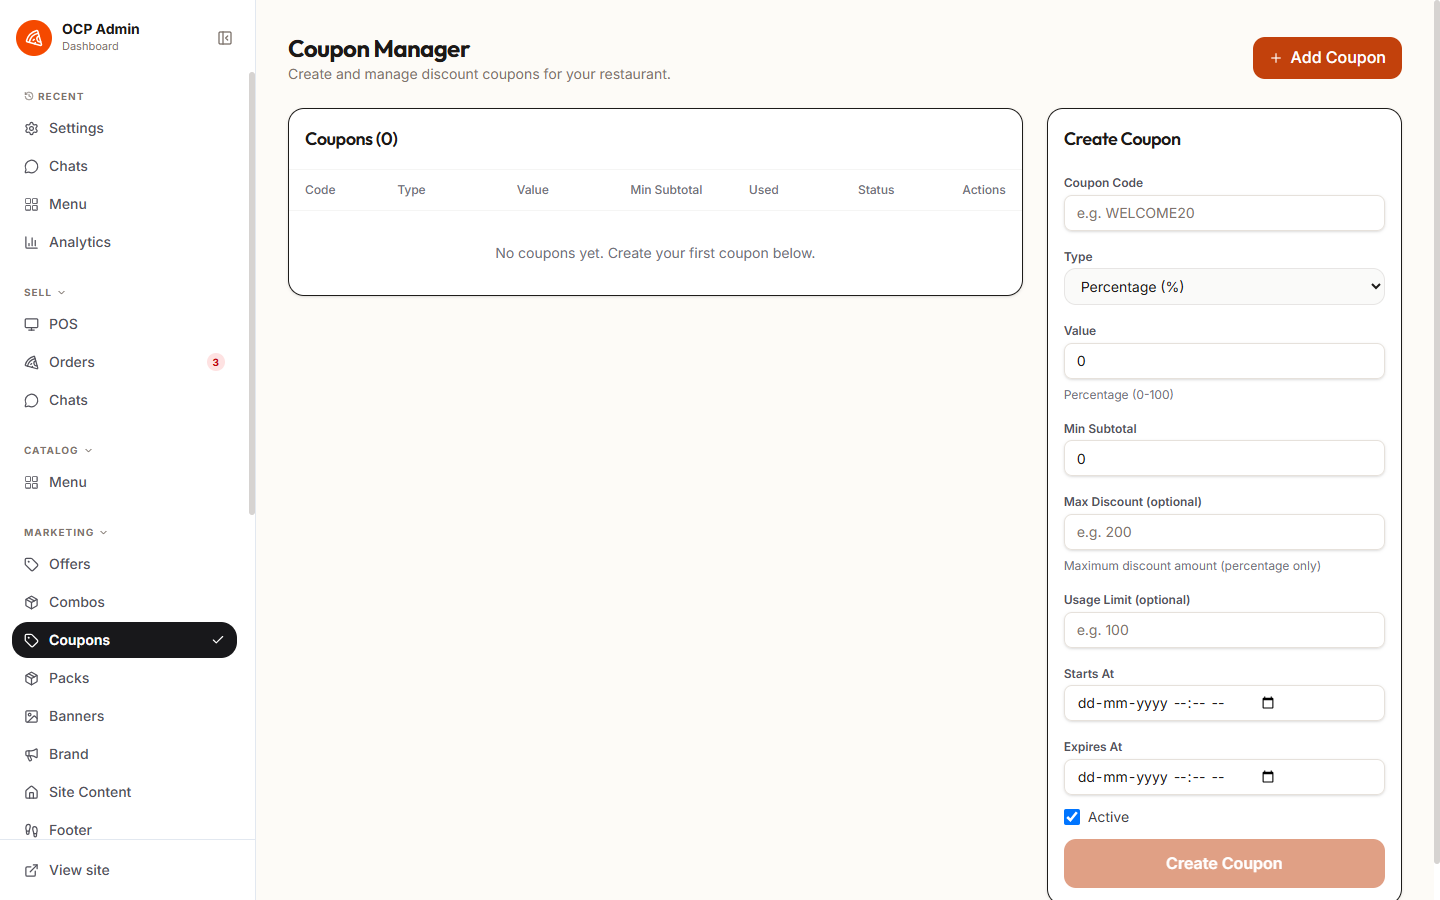 OCP Admin
Dashboard
RECENT
Settings
Chats
Menu
Analytics
SELL
POS
Orders 3
Chats
CATALOG
Menu
MARKETING
Offers
Combos
Coupons
Packs
Banners
Brand
Site Content
Footer
View site
Coupon Manager
Create and manage discount coupons for your restaurant.
+ Add Coupon
Coupons (0)
Code Type Value Min Subtotal Used Status Actions
No coupons yet. Create your first coupon below.
Create Coupon
Coupon Code
e.g. WELCOME20
Type
Percentage (%)
Value
0
Percentage (0-100)
Min Subtotal
0
Max Discount (optional)
e.g. 200
Maximum discount amount (percentage only)
Usage Limit (optional)
e.g. 100
Starts At
dd-mm-yyyy --:-- --
Expires At
dd-mm-yyyy --:-- --
Active
Create Coupon